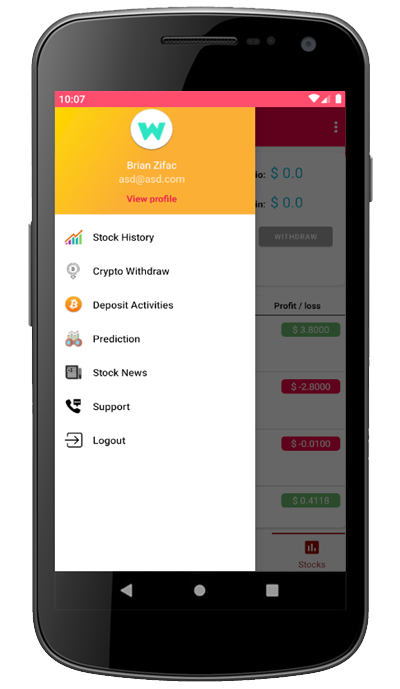 10:07
W
Brian Zifac
asd@asd.com
View profile
io: $ 0.0
in: $ 0.0
WITHDRAW
Stock History
Crypto Withdraw
Deposit Activities
Prediction
Stock News
Support
Logout
Profit / loss
$ 3.8000
$ -2.8000
$ -0.0100
$ 0.4118
Stocks